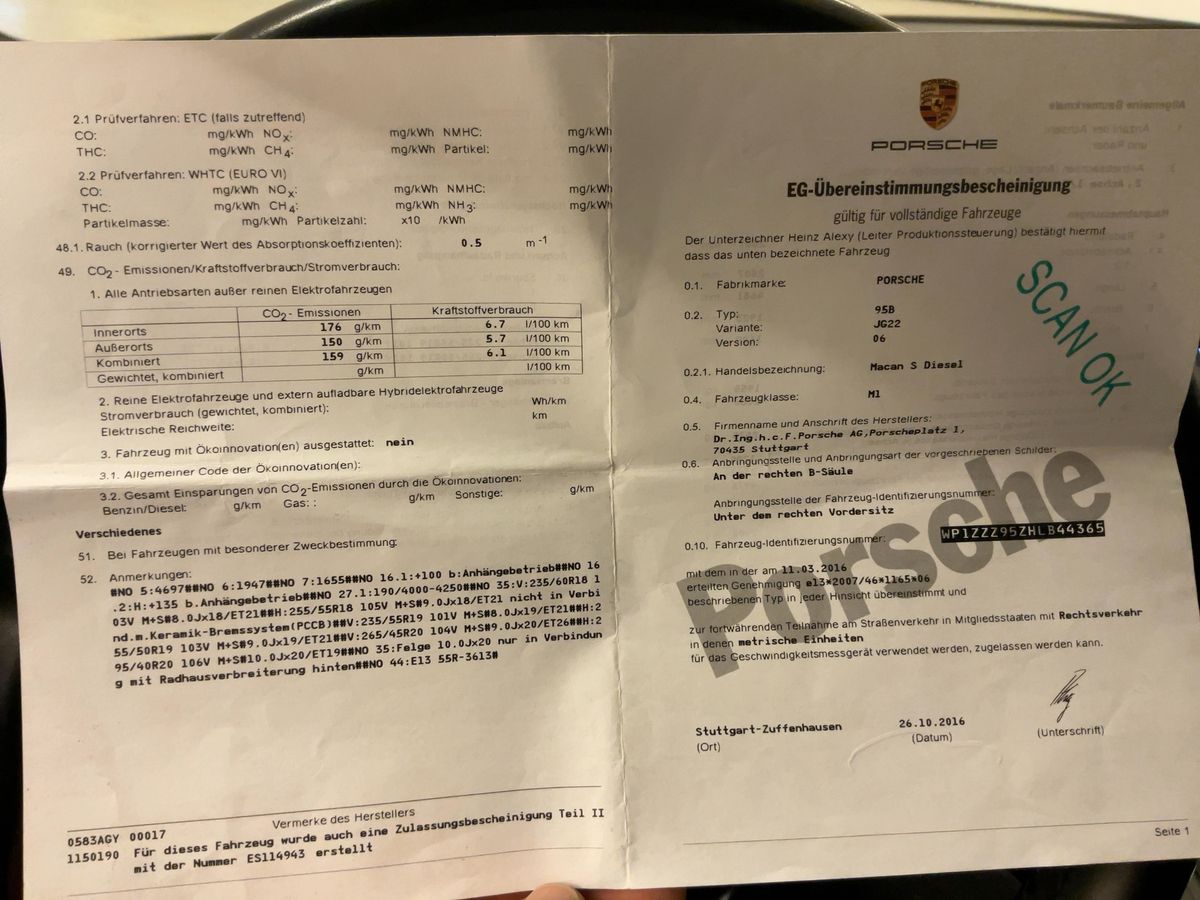 2.1 Prüfverfahren: ETC (falls zutreffend)
CO: mg/kWh NOX: mg/kWh NMHC: mg/kWh
THC: mg/kWh CH4: mg/kWh Partikel: mg/kWh
2.2 Prüfverfahren: WHTC (EURO VI)
CO: mg/kWh NOX: mg/kWh NMHC: mg/kWh
THC: mg/kWh CH4: mg/kWh NH3: mg/kWh
Partikelmasse: mg/kWh Partikelzahl: x10 /kWh
48.1. Rauch (korrigierter Wert des Absorptionskoeffizienten): 0.5 m-1
49. CO2- Emissionen/Kraftstoffverbrauch/Stromverbrauch:
1. Alle Antriebsarten außer reinen Elektrofahrzeugen
CO2- Emissionen Kraftstoffverbrauch
Innerorts 176 g/km 6.7 l/100 km
Außerorts 150 g/km 5.7 l/100 km
Kombiniert 159 g/km 6.1 l/100 km
Gewichtet, kombiniert g/km l/100 km
2. Reine Elektrofahrzeuge und extern aufladbare Hybridelektrofahrzeuge
Stromverbrauch (gewichtet, kombiniert): Wh/km
Elektrische Reichweite: km
3. Fahrzeug mit Ökoinnovation(en) ausgestattet: nein
3.1. Allgemeiner Code der Ökoinnovation(en):
3.2. Gesamt Einsparungen von CO2-Emissionen durch die Ökoinnovationen:
Benzin/Diesel: g/km Gas: : g/km Sonstige: g/km
Verschiedenes
51. Bei Fahrzeugen mit besonderer Zweckbestimmung:
52. Anmerkungen:
#NO 5:4697##NO 6:1947##NO 7:1655##NO 16.1:+100 b:Anhängebetrieb##NO 16
.2:H:+135 b.Anhängebetrieb##NO 27.1:190/4000-4250##NO 35:V:235/60R18 1
03V M+S#8.0Jx18/ET21##H:255/55R18 105V M+S#9.0Jx18/ET21 nicht in Verbi
nd.m.Keramik-Bremssystem(PCCB)##V:235/55R19 101V M+S#8.0Jx19/ET21##H:2
55/50R19 103V M+S#9.0Jx19/ET21##V:265/45R20 104V M+S#9.0Jx20/ET26##H:2
95/40R20 106V M+S#10.0Jx20/ET19##NO 35:Felge 10.0Jx20 nur in Verbindun
g mit Radhausverbreiterung hinten##NO 44:E13 55R-3613#
Vermerke des Herstellers
0583AGY 00017
1150190 Für dieses Fahrzeug wurde auch eine Zulassungsbescheinigung Teil II
mit der Nummer ES114943 erstellt
PORSCHE
PORSCHE
EG-Übereinstimmungsbescheinigung
gültig für vollständige Fahrzeuge
Der Unterzeichner Heinz Alexy (Leiter Produktionssteuerung) bestätigt hiermit
dass das unten bezeichnete Fahrzeug
0.1. Fabrikmarke: PORSCHE
0.2. Typ: 95B
Variante: JG22
Version: 06
0.2.1. Handelsbezeichnung: Macan S Diesel
0.4. Fahrzeugklasse: M1
0.5. Firmenname und Anschrift des Herstellers:
Dr.Ing.h.c.F.Porsche AG,Porscheplatz 1,
70435 Stuttgart
0.6. Anbringungsstelle und Anbringungsart der vorgeschriebenen Schilder:
An der rechten B-Säule
Anbringungsstelle der Fahrzeug-Identifizierungsnummer:
Unter dem rechten Vordersitz
0.10. Fahrzeug-Identifizierungsnummer: WP1ZZZ95ZHLB44365
mit dem in der am 11.03.2016
erteilten Genehmigung e13*2007/46*1165*06
beschriebenen Typ in jeder Hinsicht übereinstimmt und
zur fortwährenden Teilnahme am Straßenverkehr in Mitgliedsstaaten mit Rechtsverkehr
in denen metrische Einheiten
für das Geschwindigkeitsmessgerät verwendet werden, zugelassen werden kann.
Stuttgart-Zuffenhausen 26.10.2016
(Ort) (Datum) (Unterschrift)
Seite 1
SCAN OK
Porsche